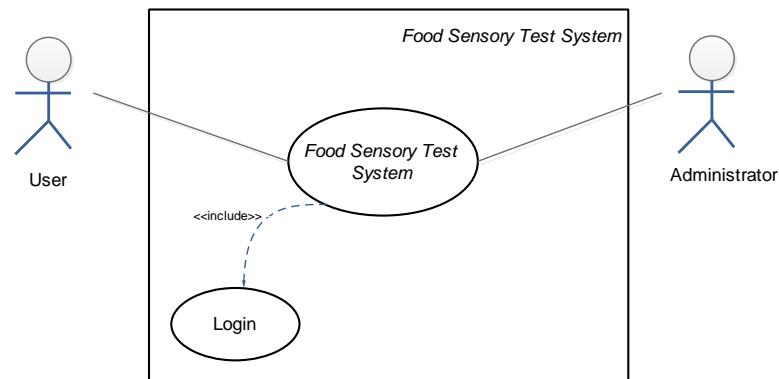 Food Sensory Test System
Food Sensory Test
System
User
Administrator
<<include>>
Login